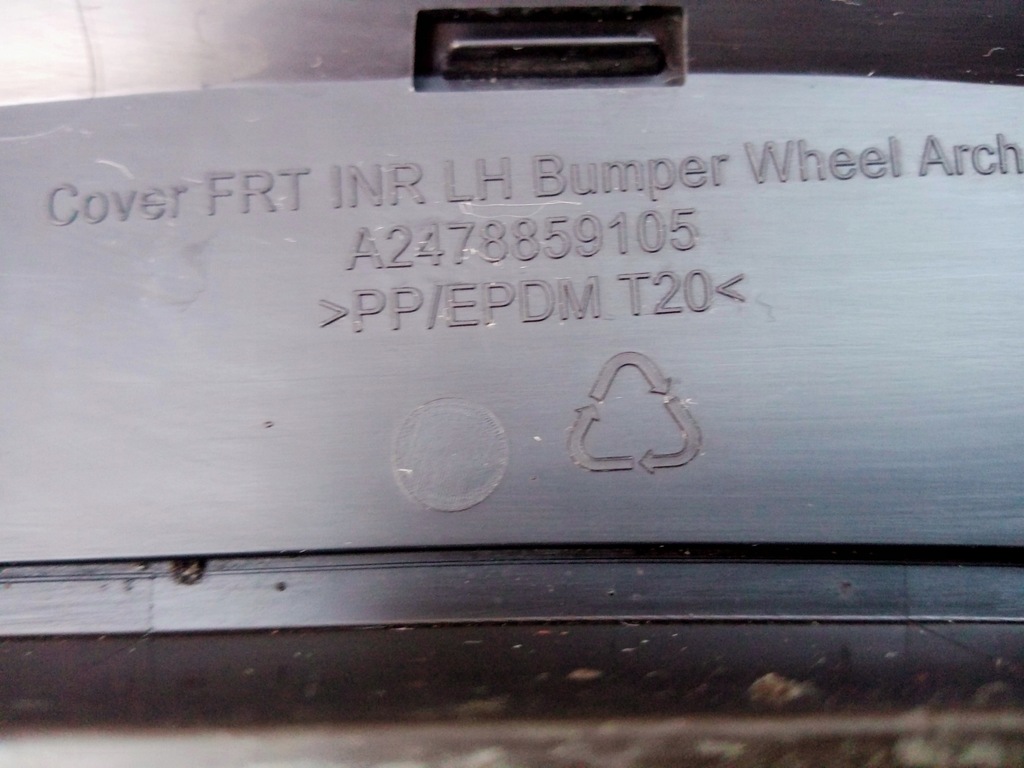 Cover FRT INR LH Bumper Wheel Arch
A2478859105
>PP/EPDM T20<